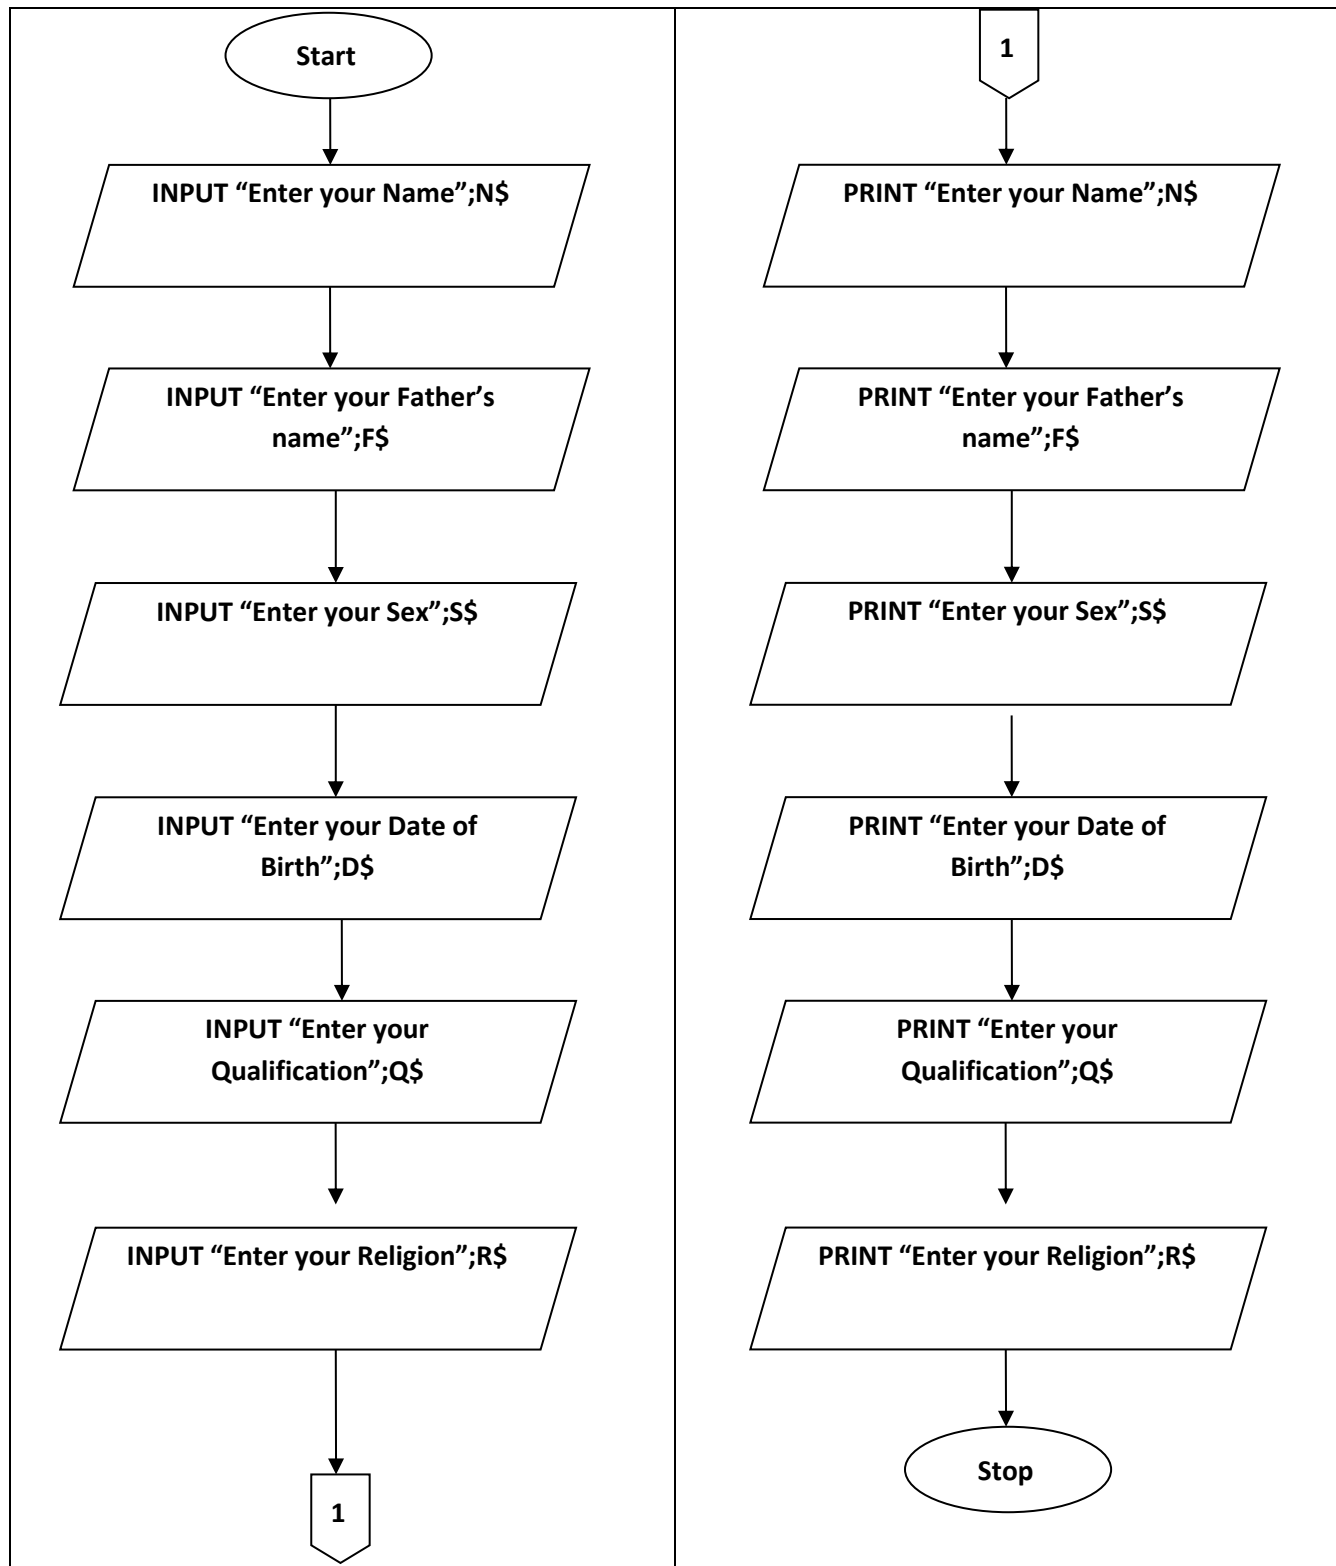 Start
INPUT “Enter your Name”;N$
INPUT “Enter your Father’s
name”;F$
INPUT “Enter your Sex”;S$
INPUT “Enter your Date of
Birth”;D$
INPUT “Enter your
Qualification”;Q$
INPUT “Enter your Religion”;R$
1
1
PRINT “Enter your Name”;N$
PRINT “Enter your Father’s
name”;F$
PRINT “Enter your Sex”;S$
PRINT “Enter your Date of
Birth”;D$
PRINT “Enter your
Qualification”;Q$
PRINT “Enter your Religion”;R$
Stop